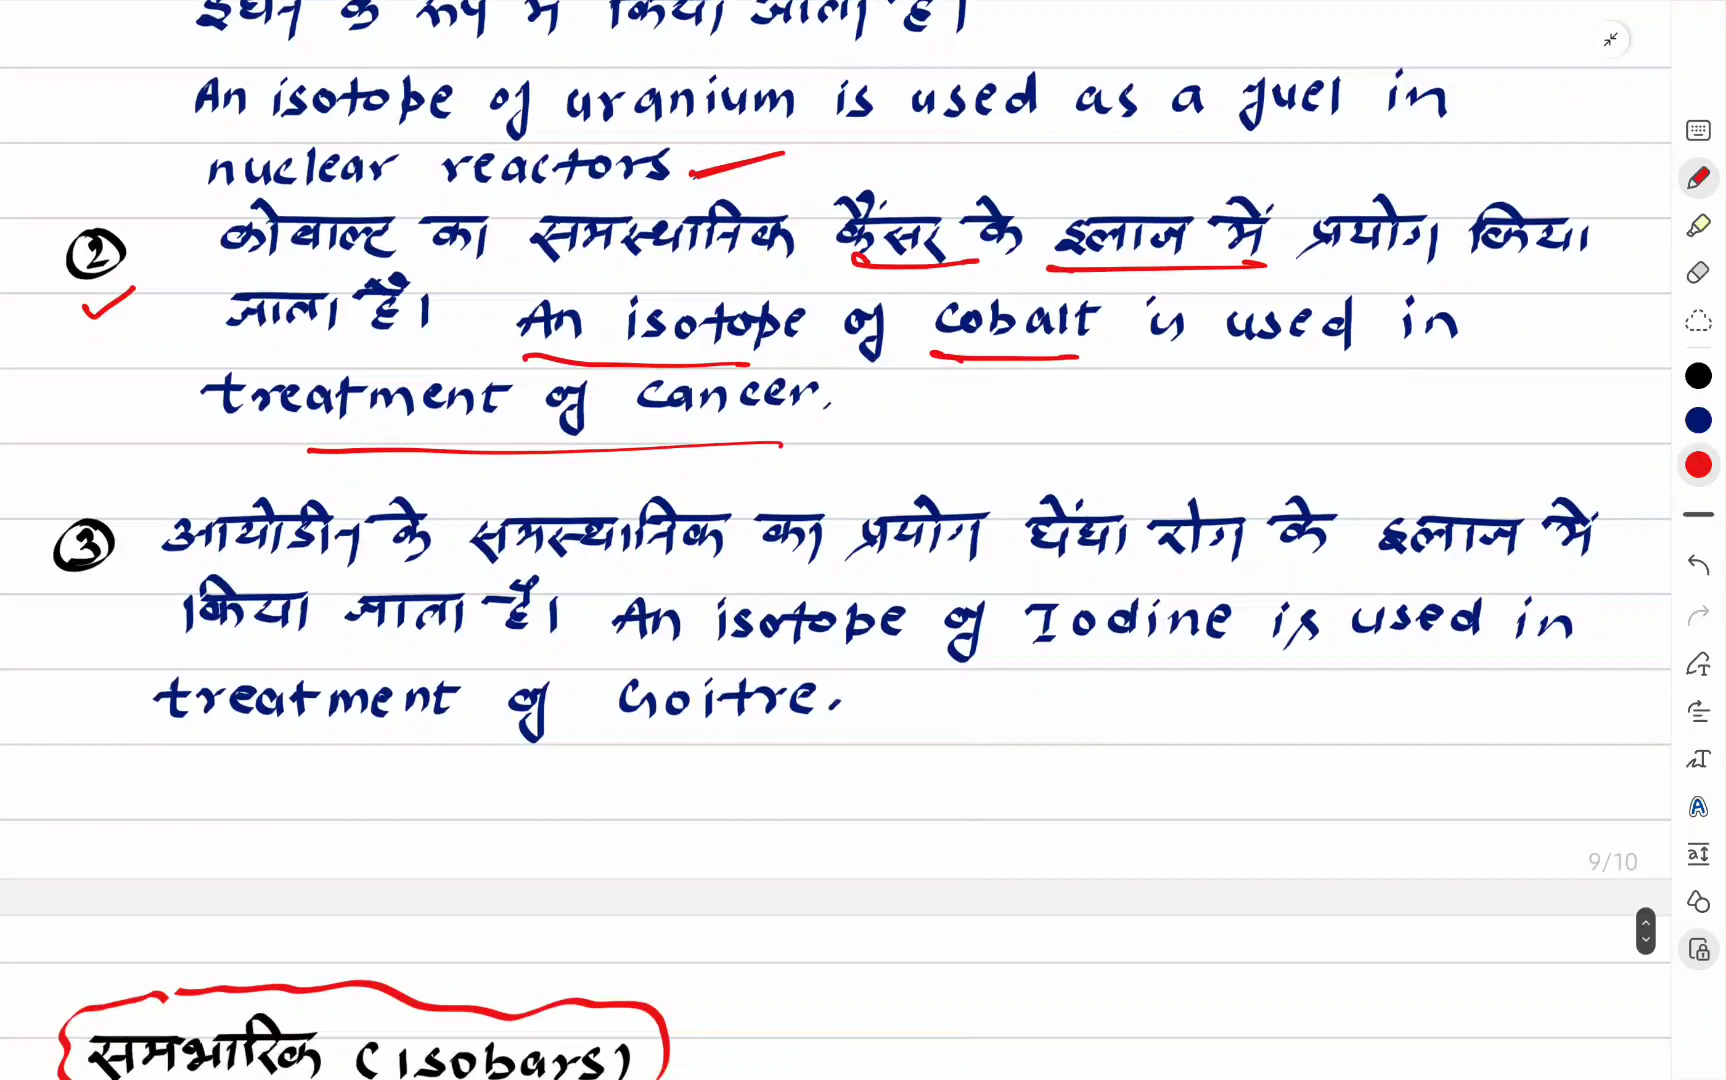 इंधन के रूप में किया जाता है।
An isotope of uranium is used as a fuel in
nuclear reactors
② कोबाल्ट का समस्थानिक कैंसर के इलाज में प्रयोग किया
जाता है। An isotope of Cobalt is used in
treatment of Cancer.
③ आयोडीन के समस्थानिक का प्रयोग घेंघा रोग के इलाज में
किया जाता है। An isotope of Iodine is used in
treatment of Goitre.
9/10
समभारिक (Isobars)